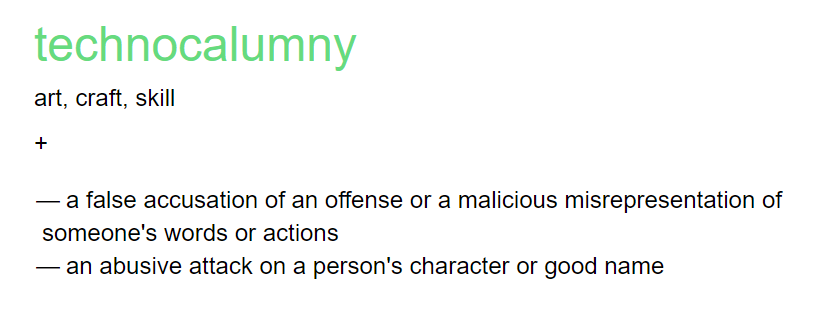 technocalumny
art, craft, skill
+
— a false accusation of an offense or a malicious misrepresentation of
someone's words or actions
— an abusive attack on a person's character or good name